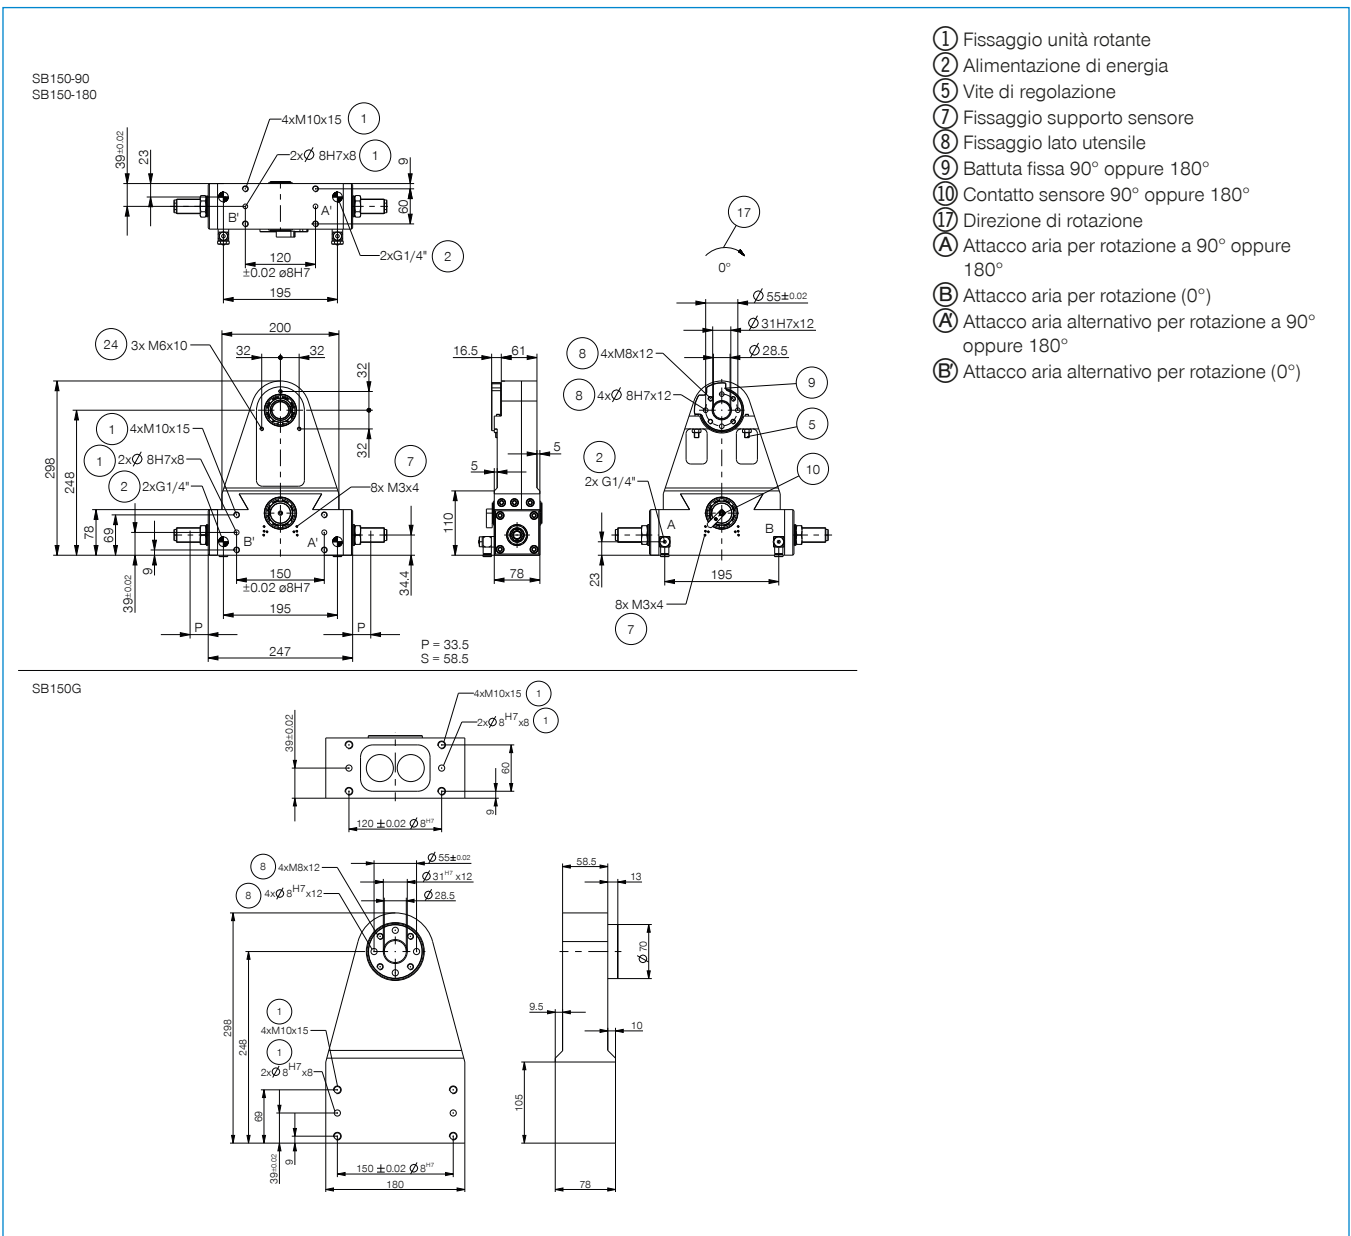 SB150-90
SB150-180
4xM10x15 1
2xØ 8H7x8 1
39±0.02
23
9
60
B'
A'
2xG1/4" 2
120
±0.02 ø8H7
195
17
0°
200
24 3x M6x10
32
32
32
32
1 4xM10x15
1 2xØ 8H7x8
2 2xG1/4"
7
8x M3x4
298
248
78
69
9
39±0.02
B'
A'
34.4
150
±0.02 ø8H7
195
P
P
247
P = 33.5
S = 58.5
16.5
61
5
5
110
78
Ø 55±0.02
Ø 31H7x12
Ø 28.5
8 4xM8x12
8 4xØ 8H7x12
9
5
2
2x G1/4"
10
A
B
23
195
8x M3x4
7
SB150G
4xM10x15 1
2xØ 8H7x8 1
39±0.02
60
9
120 ±0.02 Ø 8H7
8 4xM8x12
8 4xØ 8H7x12
Ø 55±0.02
Ø 31H7 x12
Ø 28.5
298
248
1
4xM10x15
1
2xØ 8H7x8
69
39±0.02
9
150 ±0.02 Ø 8H7
180
58.5
13
Ø 70
9.5
10
105
78
1 Fissaggio unità rotante
2 Alimentazione di energia
5 Vite di regolazione
7 Fissaggio supporto sensore
8 Fissaggio lato utensile
9 Battuta fissa 90° oppure 180°
10 Contatto sensore 90° oppure 180°
17 Direzione di rotazione
A Attacco aria per rotazione a 90° oppure
180°
B Attacco aria per rotazione (0°)
A' Attacco aria alternativo per rotazione a 90°
oppure 180°
B' Attacco aria alternativo per rotazione (0°)